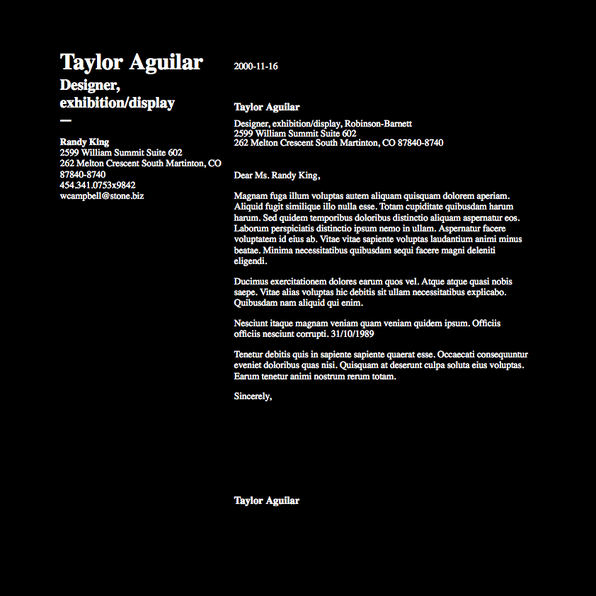 Taylor Aguilar
Designer,
exhibition/display
—
Randy King
2599 William Summit Suite 602
262 Melton Crescent South Martinton, CO
87840-8740
454.341.0753x9842
wcampbell@stone.biz
2000-11-16
Taylor Aguilar
Designer, exhibition/display, Robinson-Barnett
2599 William Summit Suite 602
262 Melton Crescent South Martinton, CO 87840-8740
Dear Ms. Randy King,
Magnam fuga illum voluptas autem aliquam quisquam dolorem aperiam.
Aliquid fugit similique illo nulla esse. Totam cupiditate quibusdam harum
harum. Sed quidem temporibus doloribus distinctio aliquam aspernatur eos.
Laborum perspiciatis distinctio ipsum nemo in ullam. Aspernatur facere
voluptatem id eius ab. Vitae vitae sapiente voluptas laudantium animi minus
beatae. Minima necessitatibus quibusdam sequi facere magni deleniti
eligendi.
Ducimus exercitationem dolores earum quos vel. Atque atque quasi nobis
saepe. Vitae alias voluptas hic debitis sit ullam necessitatibus explicabo.
Quibusdam nam aliquid qui enim.
Nesciunt itaque magnam veniam quam veniam quidem ipsum. Officiis
officiis nesciunt corrupti. 31/10/1989
Tenetur debitis quis in sapiente sapiente quaerat esse. Occaecati consequuntur
eveniet doloribus quas nisi. Quisquam at deserunt culpa soluta eius voluptas.
Earum tenetur animi nostrum rerum totam.
Sincerely,
Taylor Aguilar